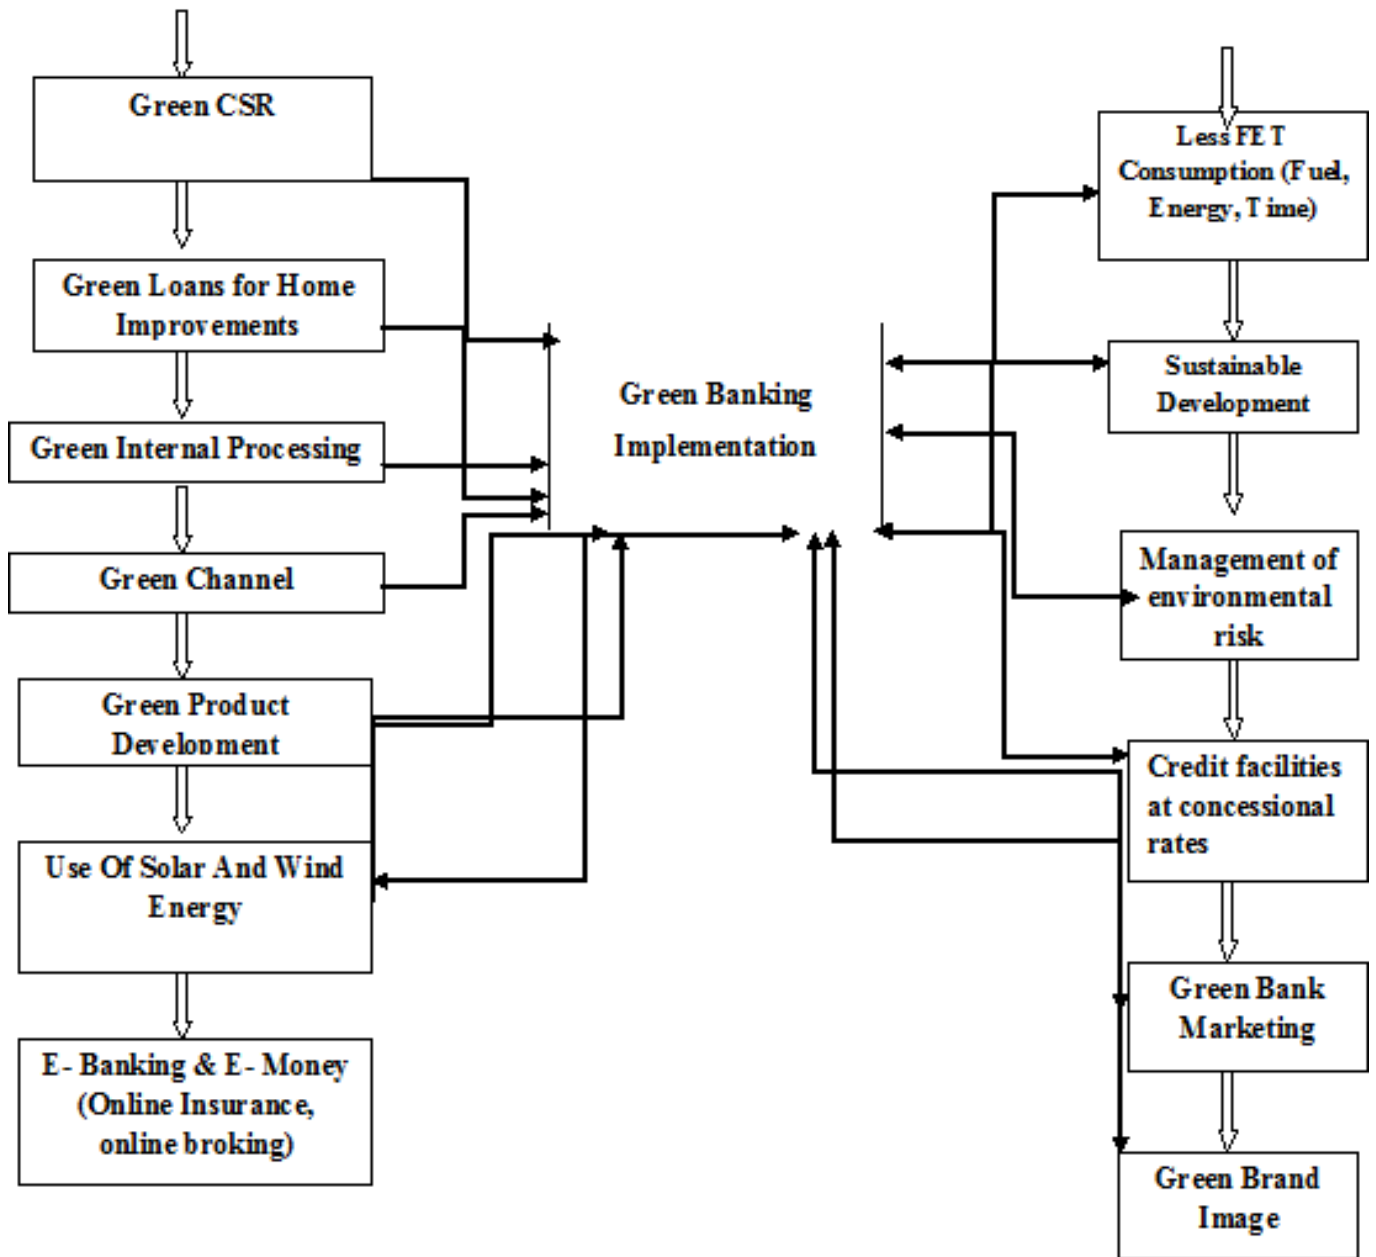 Green CSR
Green Loans for Home
Improvements
Green Internal Processing
Green Channel
Green Product
Development
Use Of Solar And Wind
Energy
E- Banking & E- Money
(Online Insurance,
online broking)
Green Banking
Implementation
Less FET
Consumption (Fuel,
Energy, Time)
Sustainable
Development
Management of
environmental
risk
Credit facilities
at concessional
rates
Green Bank
Marketing
Green Brand
Image